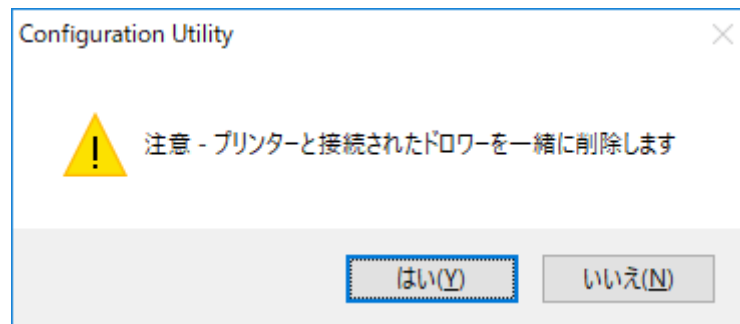 Configuration Utility
注意 - プリンターと接続されたドロワーを一緒に削除します
はい(Y)
いいえ(N)